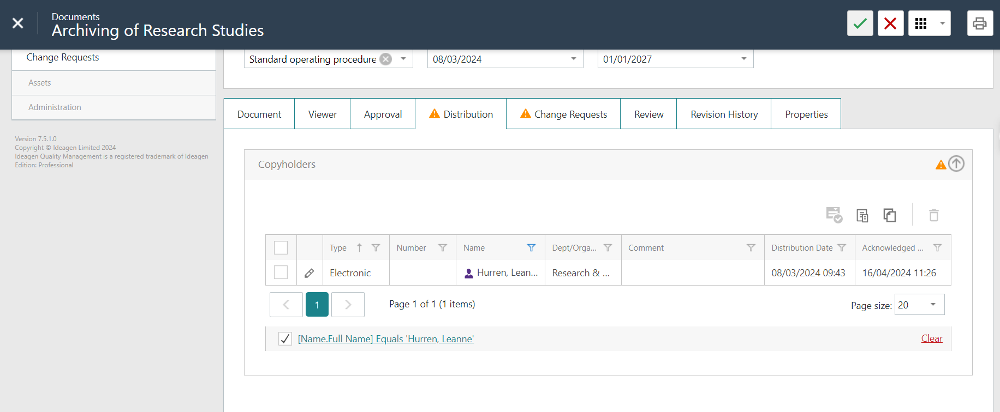 Documents
Archiving of Research Studies
Change Requests
Assets
Administration
Version 7.5.1.0
Copyright © Ideagen Limited 2024
Ideagen Quality Management is a registered trademark of Ideagen
Edition: Professional
Standard operating procedure 08/03/2024 01/01/2027
Document Viewer Approval Distribution Change Requests Review Revision History Properties
Copyholders
Type Number Name Dept/Orga... Comment Distribution Date Acknowledged ...
Electronic Hurren, Lean... Research & ... 08/03/2024 09:43 16/04/2024 11:26
1 Page 1 of 1 (1 items) Page size: 20
[Name.Full Name] Equals 'Hurren, Leanne' Clear